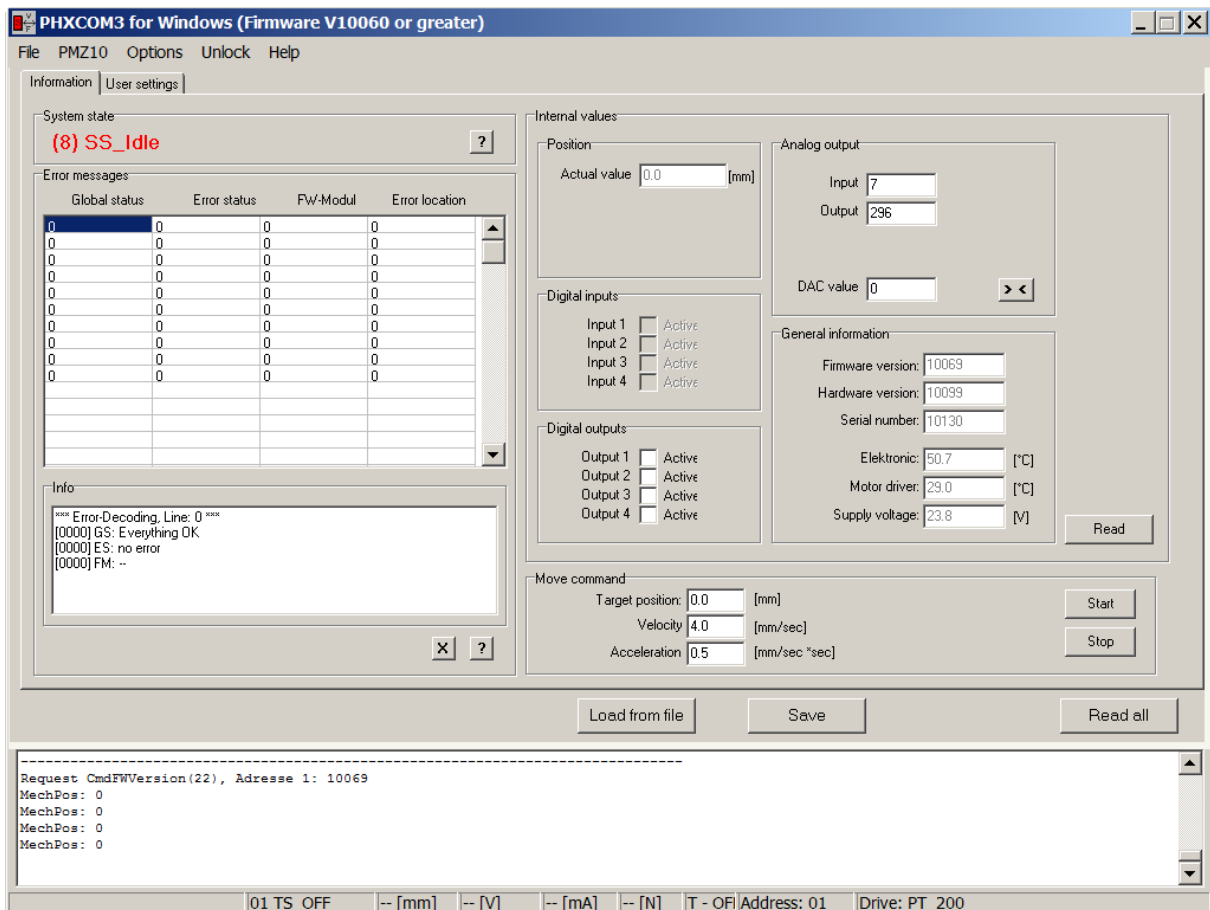 PHXCOM3 for Windows (Firmware V10060 or greater)
File PMZ10 Options Unlock Help
Information User settings
System state
(8) SS_Idle ?
Error messages
Global status Error status FW-Modul Error location
0 0 0 0
0 0 0 0
0 0 0 0
0 0 0 0
0 0 0 0
0 0 0 0
0 0 0 0
0 0 0 0
0 0 0 0
0 0 0 0
Info
*** Error-Decoding, Line: 0 ***
[0000] GS: Everything OK
[0000] ES: no error
[0000] FM: --
X ?
Internal values
Position
Actual value 0.0 [mm]
Digital inputs
Input 1 Active
Input 2 Active
Input 3 Active
Input 4 Active
Digital outputs
Output 1 Active
Output 2 Active
Output 3 Active
Output 4 Active
Analog output
Input 7
Output 296
DAC value 0 > <
General information
Firmware version: 10069
Hardware version: 10099
Serial number: 10130
Elektronic: 50.7 [°C]
Motor driver: 29.0 [°C]
Supply voltage: 23.8 [V]
Read
Move command
Target position: 0.0 [mm]
Velocity 4.0 [mm/sec]
Acceleration 0.5 [mm/sec *sec]
Start
Stop
Load from file Save Read all
--------------------------------------------------------------------------------
Request CmdFWVersion(22), Adresse 1: 10069
MechPos: 0
MechPos: 0
MechPos: 0
MechPos: 0
01 TS_OFF -- [mm] -- [V] -- [mA] -- [N] T - OF Address: 01 Drive: PT_200